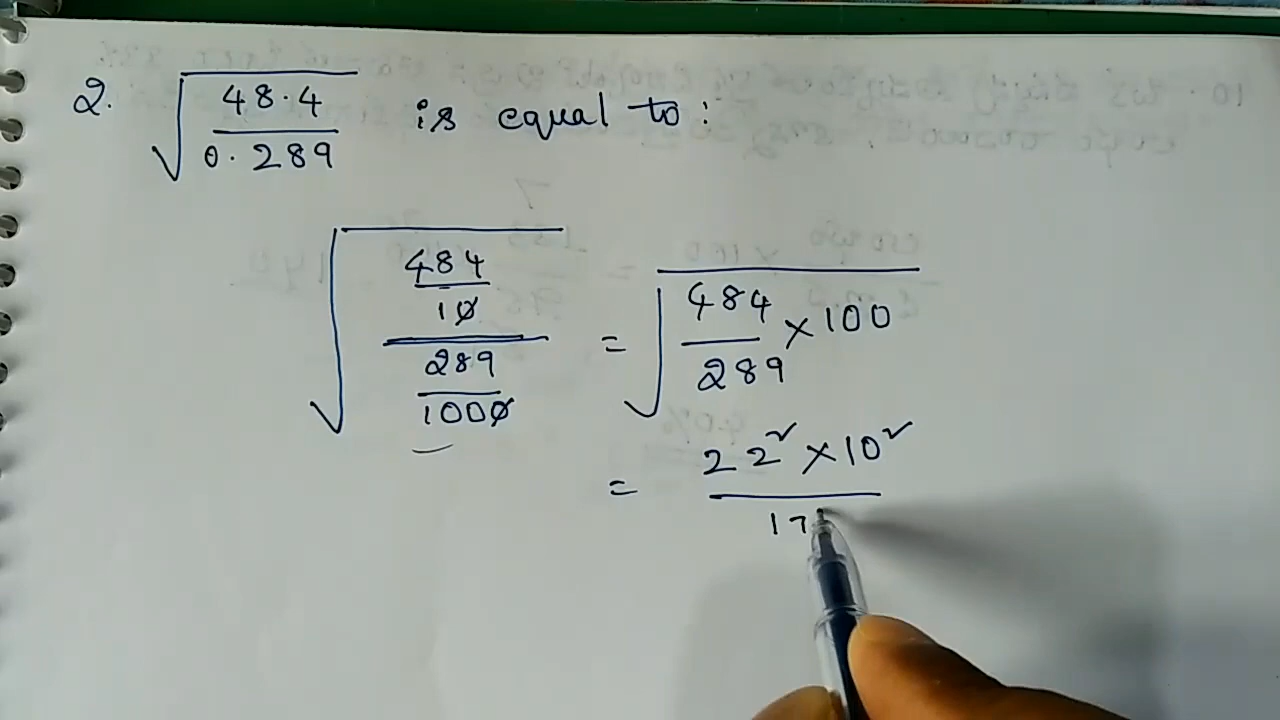 2. √(48.4 / 0.289) is equal to :
√((484/10) / (289/1000)) = √(484/289 × 100)
= 22² × 10² / 17